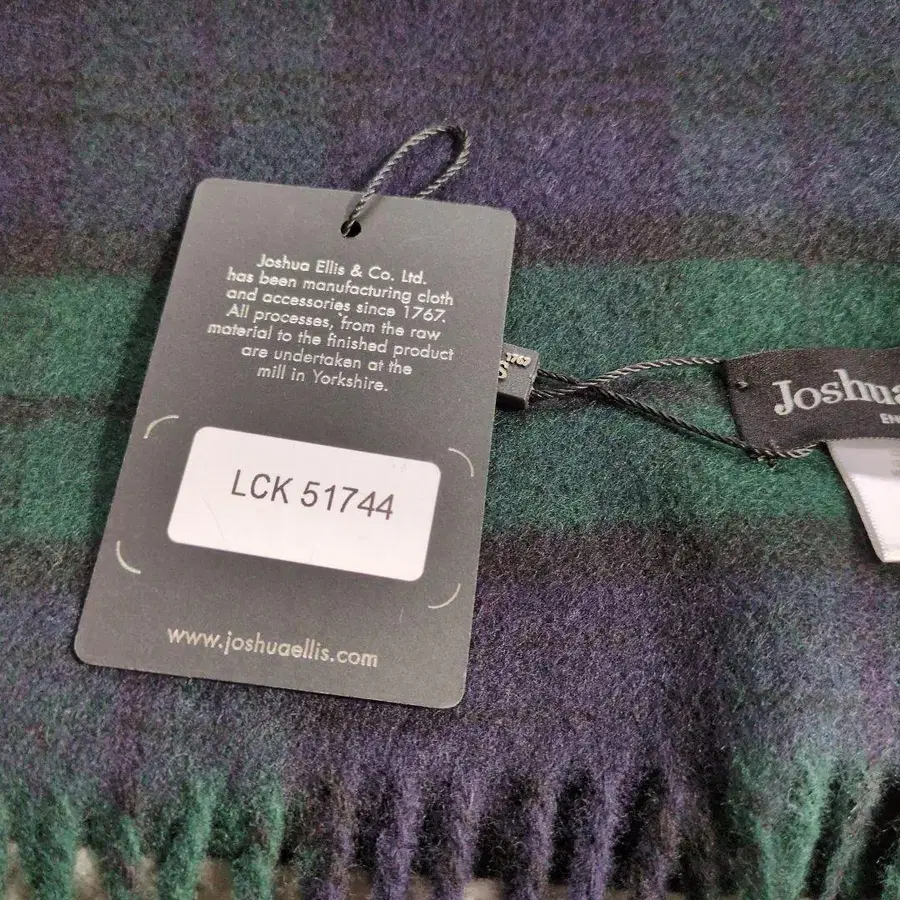 Joshua Ellis & Co. Ltd.
has been manufacturing cloth
and accessories since 1767.
All processes, from the raw
material to the finished product
are undertaken at the
mill in Yorkshire.
LCK 51744
www.joshuaellis.com
1767
Joshua